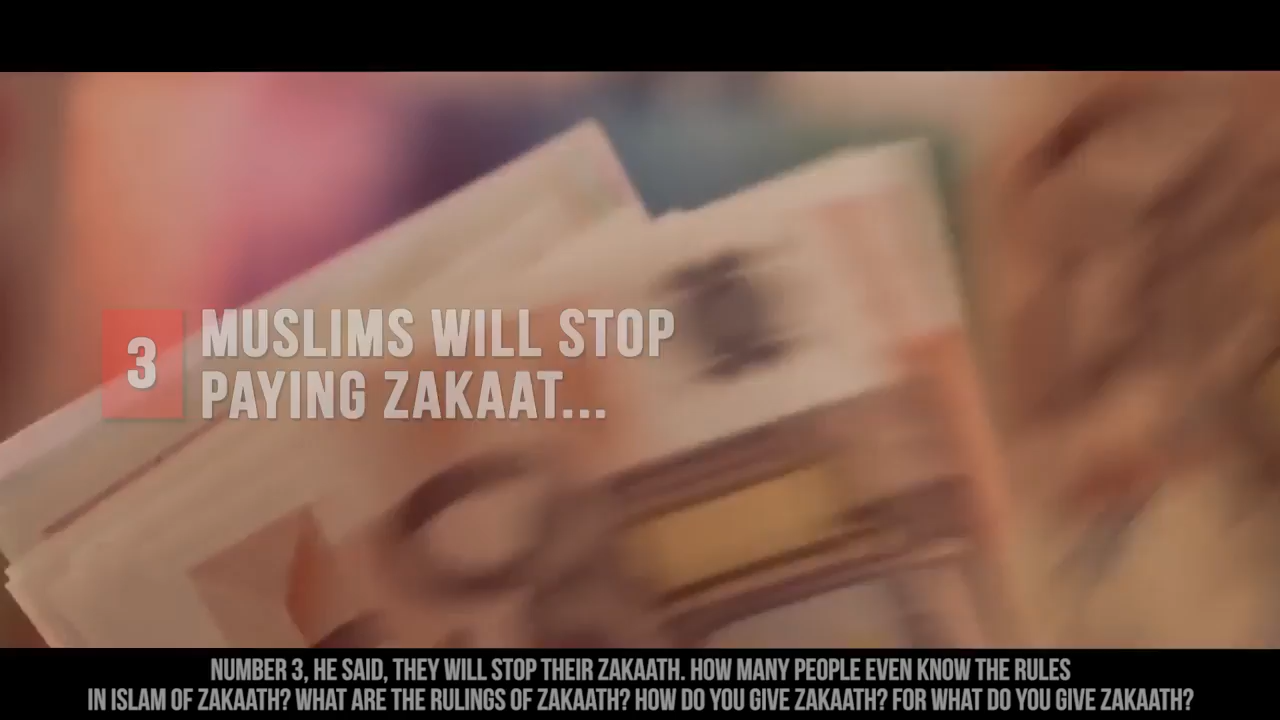 3
MUSLIMS WILL STOP
PAYING ZAKAAT...
NUMBER 3, HE SAID, THEY WILL STOP THEIR ZAKAATH. HOW MANY PEOPLE EVEN KNOW THE RULES
IN ISLAM OF ZAKAATH? WHAT ARE THE RULINGS OF ZAKAATH? HOW DO YOU GIVE ZAKAATH? FOR WHAT DO YOU GIVE ZAKAATH?